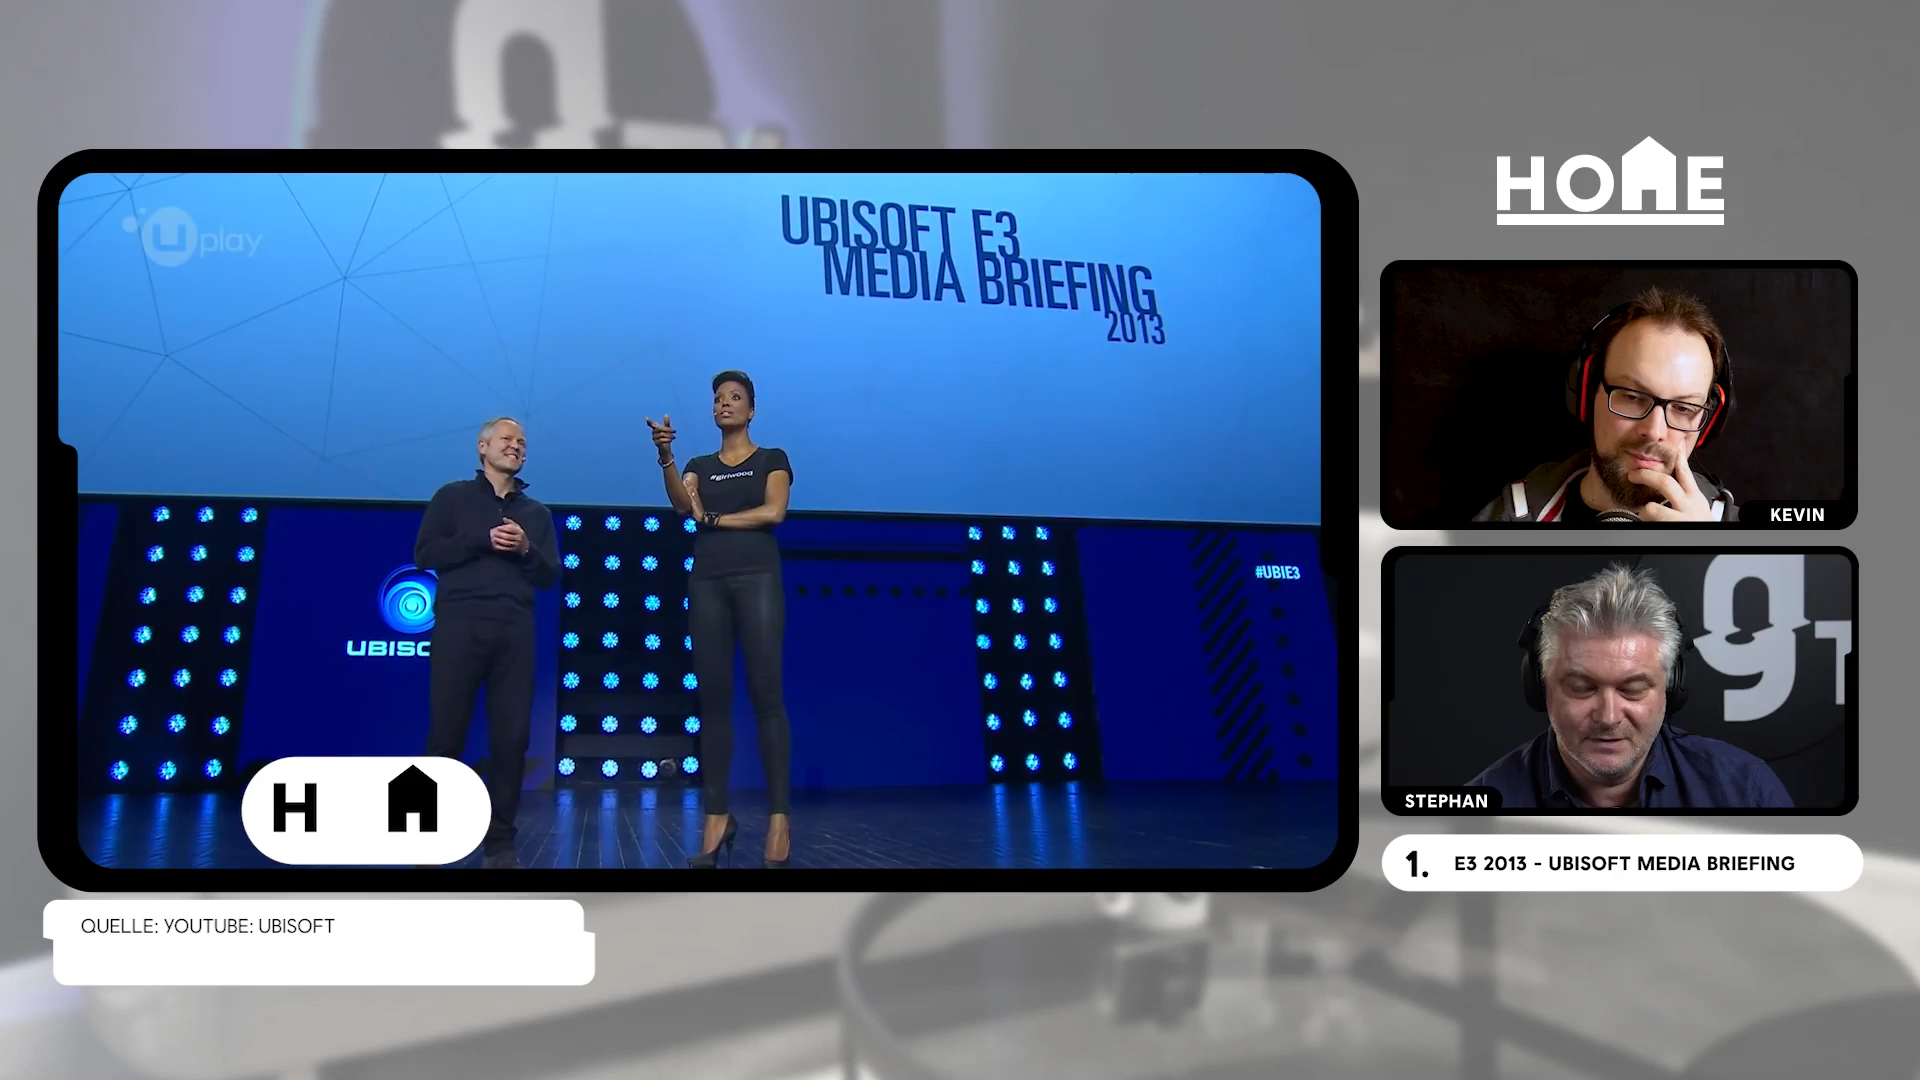 Uplay
UBISOFT E3
MEDIA BRIEFING
2013
#girlwood
#UBIE3
UBISO
H
QUELLE: YOUTUBE: UBISOFT
HOME
KEVIN
STEPHAN
1. E3 2013 - UBISOFT MEDIA BRIEFING